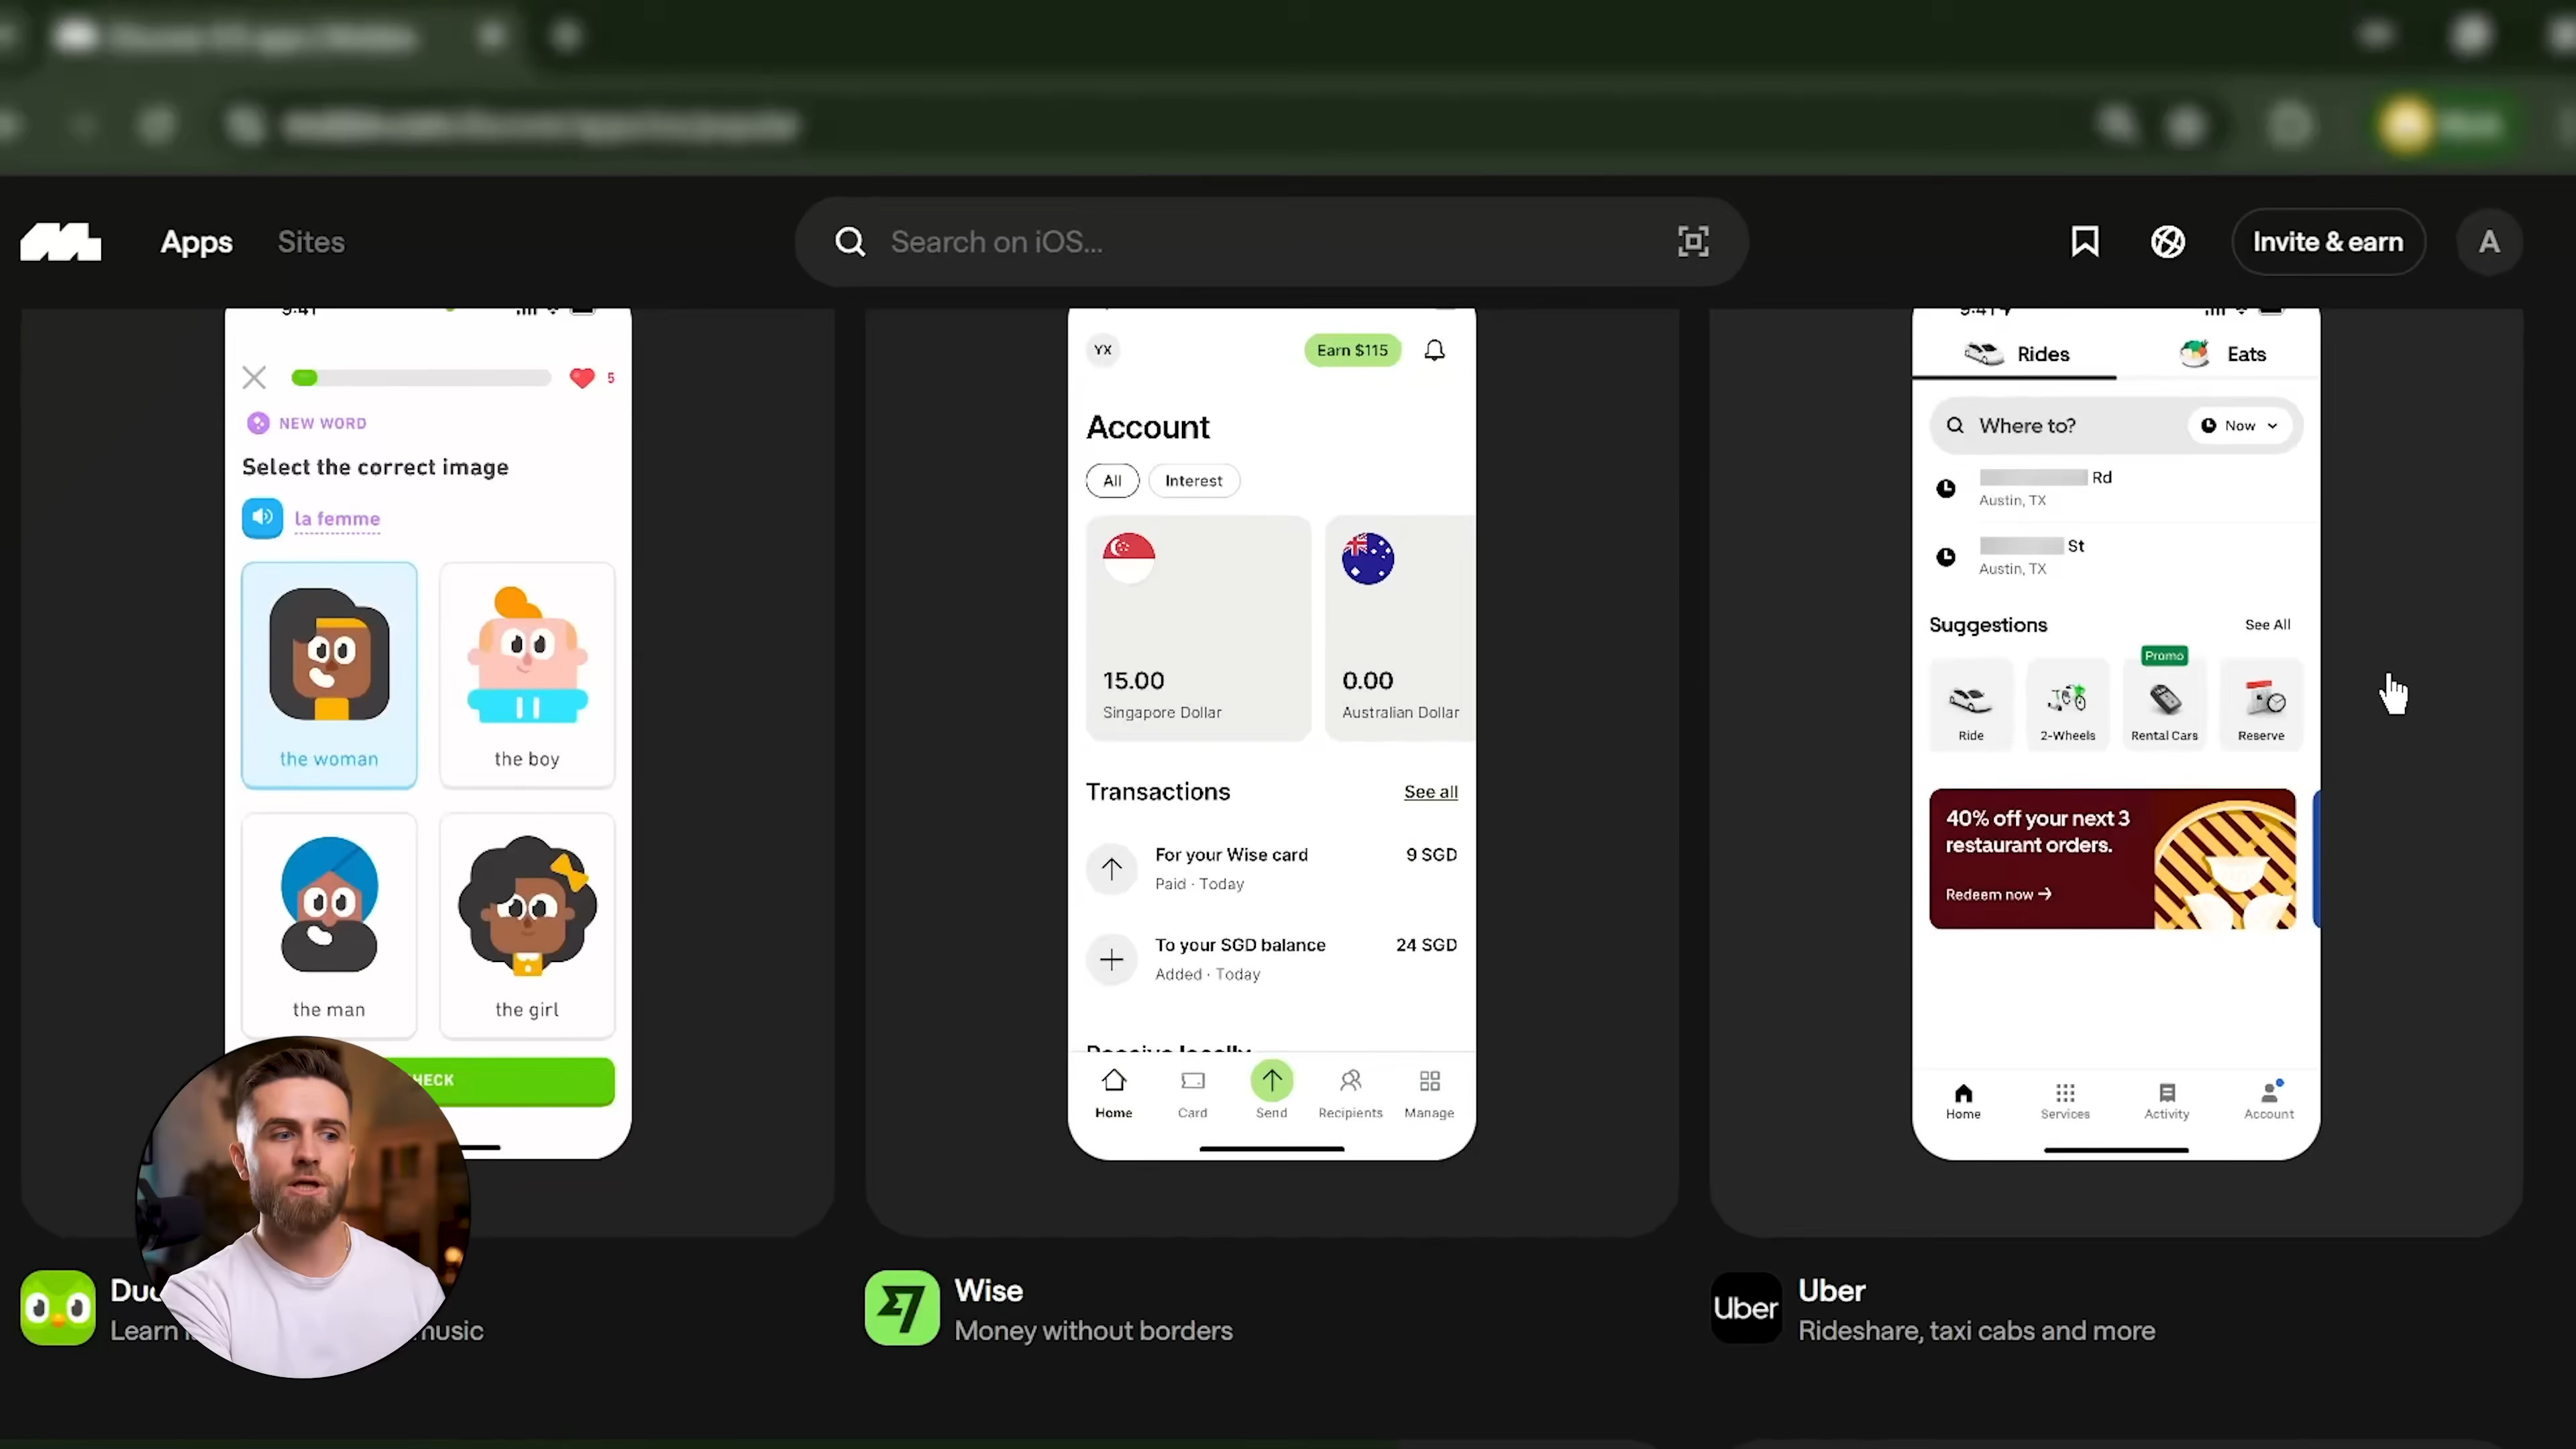 Apps
Sites
Search on iOS...
Invite & earn
A
5
NEW WORD
Select the correct image
la femme
the woman
the boy
the man
the girl
YX
Earn $115
Account
All
Interest
15.00
Singapore Dollar
0.00
Australian Dollar
Transactions
See all
For your Wise card
9 SGD
Paid · Today
To your SGD balance
24 SGD
Added · Today
Home
Card
Send
Recipients
Manage
Rides
Eats
Where to?
Now
Rd
Austin, TX
St
Austin, TX
Suggestions
See All
Promo
Ride
2-Wheels
Rental Cars
Reserve
40% off your next 3
restaurant orders.
Redeem now →
Home
Services
Activity
Account
Learn
music
Wise
Money without borders
Uber
Uber
Rideshare, taxi cabs and more